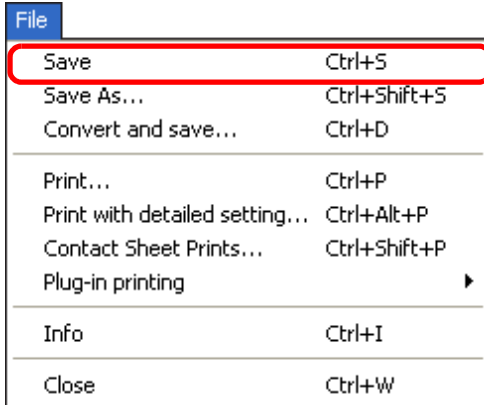 File
Save Ctrl+S
Save As... Ctrl+Shift+S
Convert and save... Ctrl+D
Print... Ctrl+P
Print with detailed setting... Ctrl+Alt+P
Contact Sheet Prints... Ctrl+Shift+P
Plug-in printing
Info Ctrl+I
Close Ctrl+W